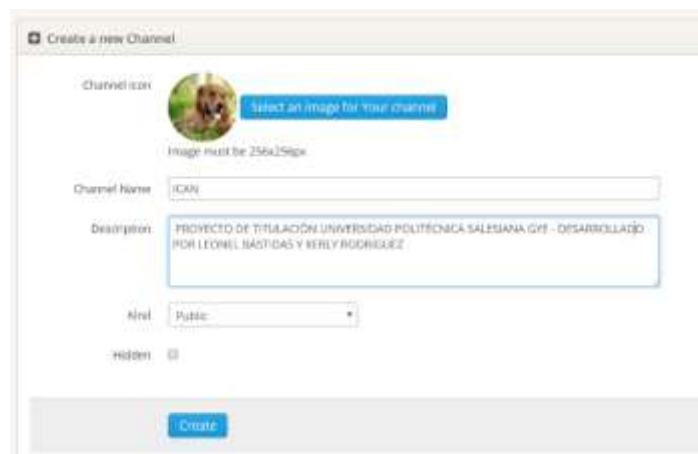 Create a new Channel
Channel icon
Select an image for Your channel
Image must be 256x256px
Channel Name
ICAN
Description
PROYECTO DE TITULACIÓN UNIVERSIDAD POLITÉCNICA SALESIANA GYE - DESARROLLADO
POR LEONEL BASTIDAS Y KERLY RODRIGUEZ
Kind
Public
Hidden
Create